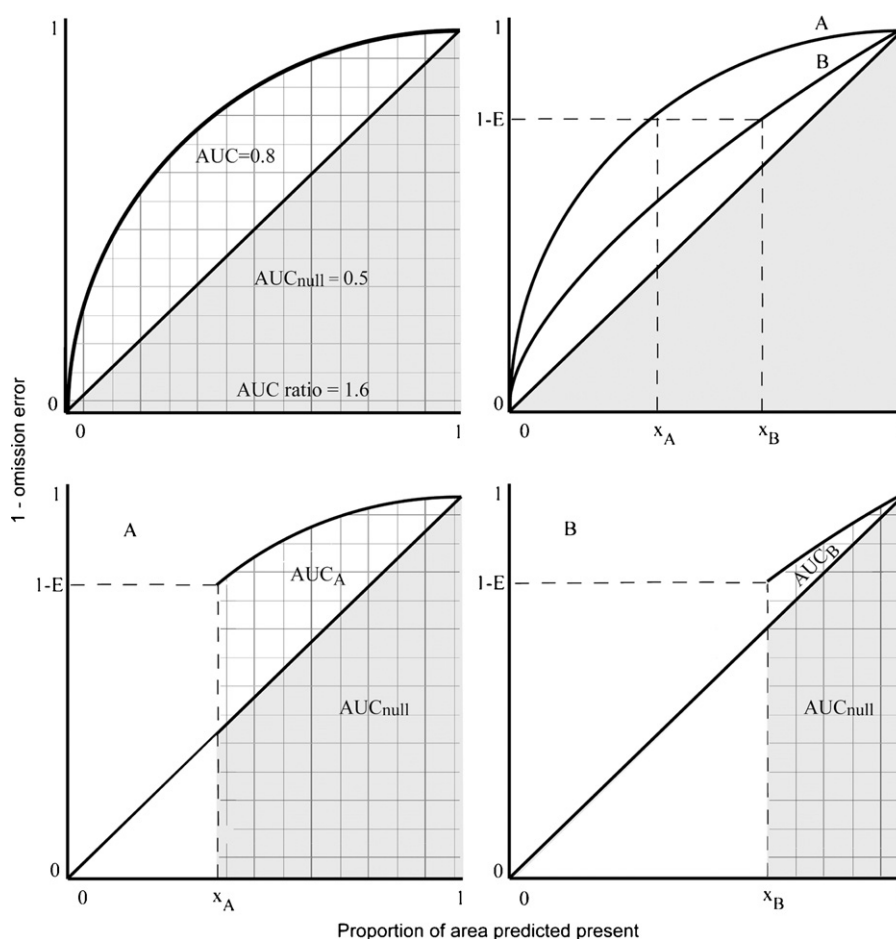 1
AUC=0.8
AUCnull = 0.5
AUC ratio = 1.6
0
0
1
1
A
B
1-E
0
0
xA
xB
1 - omission error
1
A
1-E
AUCA
AUCnull
0
0
xA
1
1
B
1-E
AUCB
AUCnull
0
0
xB
Proportion of area predicted present